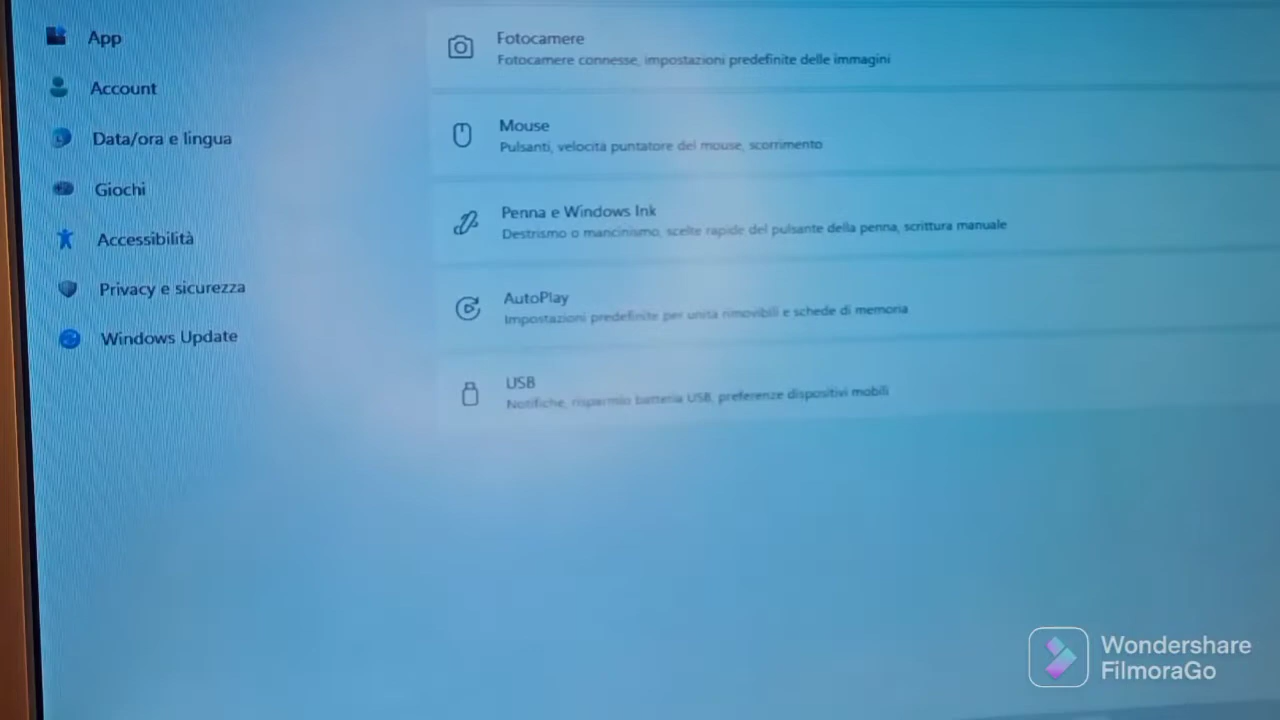 App
Account
Data/ora e lingua
Giochi
Accessibilità
Privacy e sicurezza
Windows Update
Fotocamere
Fotocamere connesse, impostazioni predefinite delle immagini
Mouse
Pulsanti, velocità puntatore del mouse, scorrimento
Penna e Windows Ink
Destrismo o mancinismo, scelte rapide del pulsante della penna, scrittura manuale
AutoPlay
Impostazioni predefinite per unità rimovibili e schede di memoria
USB
Notifiche, risparmio batteria USB, preferenze dispositivi mobili
Wondershare
FilmoraGo